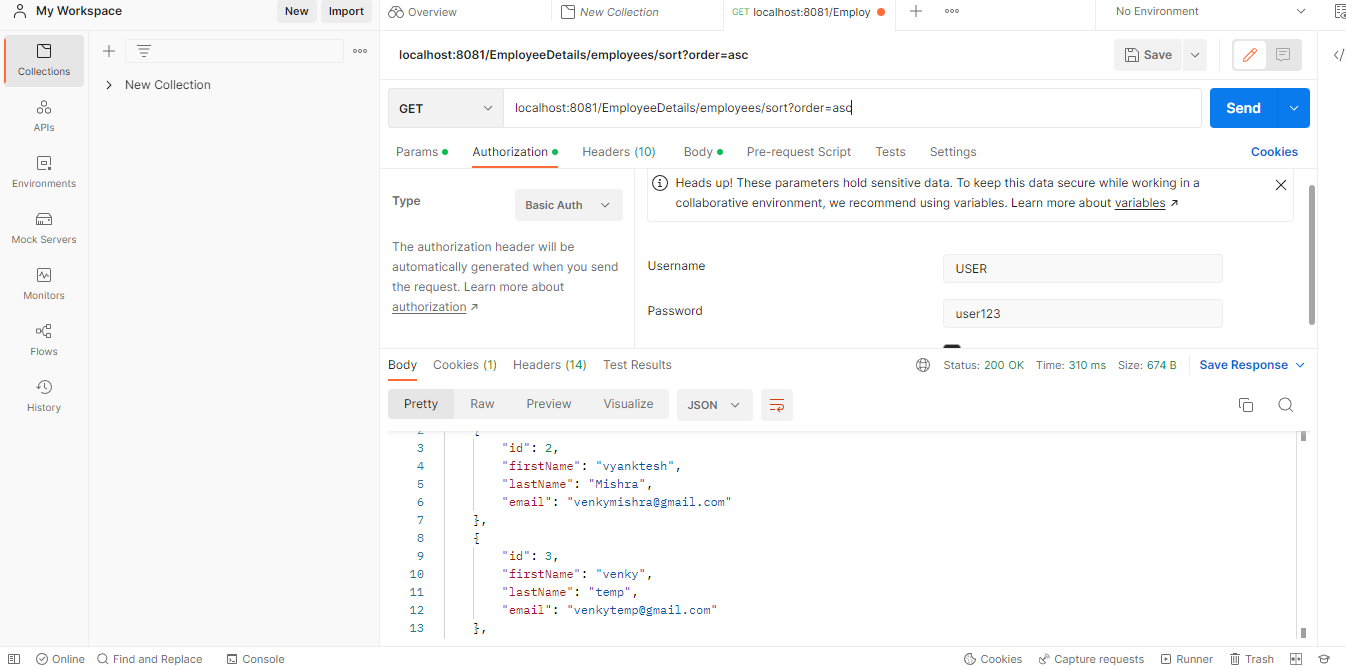 My Workspace
New
Import
Overview
New Collection
GET localhost:8081/Employ
No Environment
Collections
APIs
Environments
Mock Servers
Monitors
Flows
History
New Collection
localhost:8081/EmployeeDetails/employees/sort?order=asc
Save
GET
localhost:8081/EmployeeDetails/employees/sort?order=asc
Send
Params
Authorization
Headers (10)
Body
Pre-request Script
Tests
Settings
Cookies
Type
Basic Auth
The authorization header will be
automatically generated when you send
the request. Learn more about
authorization ↗
Heads up! These parameters hold sensitive data. To keep this data secure while working in a
collaborative environment, we recommend using variables. Learn more about variables ↗
Username
USER
Password
user123
Body
Cookies (1)
Headers (14)
Test Results
Status: 200 OK
Time: 310 ms
Size: 674 B
Save Response
Pretty
Raw
Preview
Visualize
JSON
2 {
3 "id": 2,
4 "firstName": "vyanktesh",
5 "lastName": "Mishra",
6 "email": "venkymishra@gmail.com"
7 },
8 {
9 "id": 3,
10 "firstName": "venky",
11 "lastName": "temp",
12 "email": "venkytemp@gmail.com"
13 },
Online
Find and Replace
Console
Cookies
Capture requests
Runner
Trash